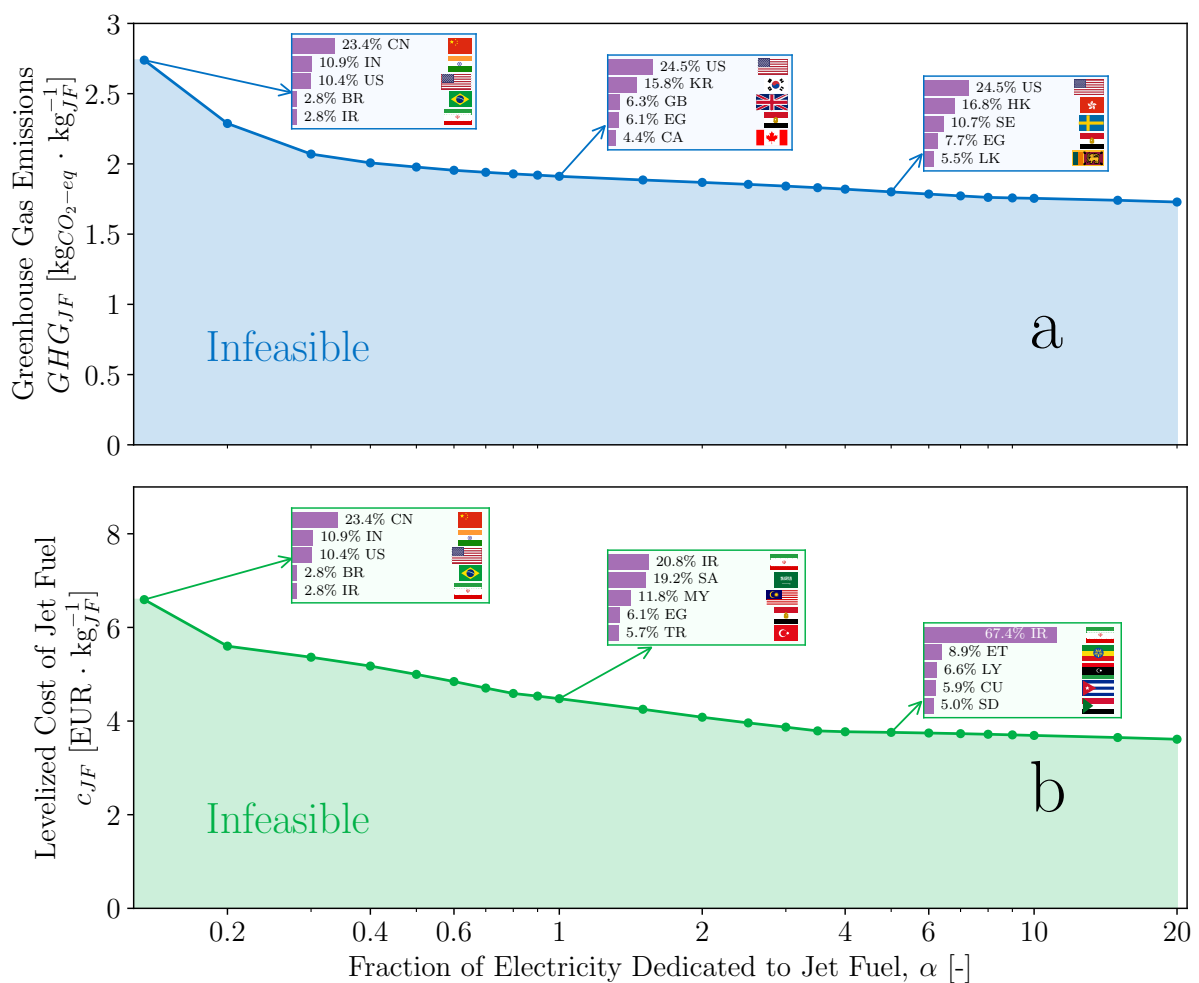 Greenhouse Gas Emissions
GHG_JF [kg_CO₂−eq · kg_JF⁻¹]
3
2.5
2
1.5
1
0.5
0
23.4% CN
10.9% IN
10.4% US
2.8% BR
2.8% IR
24.5% US
15.8% KR
6.3% GB
6.1% EG
4.4% CA
24.5% US
16.8% HK
10.7% SE
7.7% EG
5.5% LK
Infeasible
a
Levelized Cost of Jet Fuel
c_JF [EUR · kg_JF⁻¹]
8
6
4
2
0
23.4% CN
10.9% IN
10.4% US
2.8% BR
2.8% IR
20.8% IR
19.2% SA
11.8% MY
6.1% EG
5.7% TR
67.4% IR
8.9% ET
6.6% LY
5.9% CU
5.0% SD
Infeasible
b
0.2 0.4 0.6 1 2 4 6 10 20
Fraction of Electricity Dedicated to Jet Fuel, α [-]